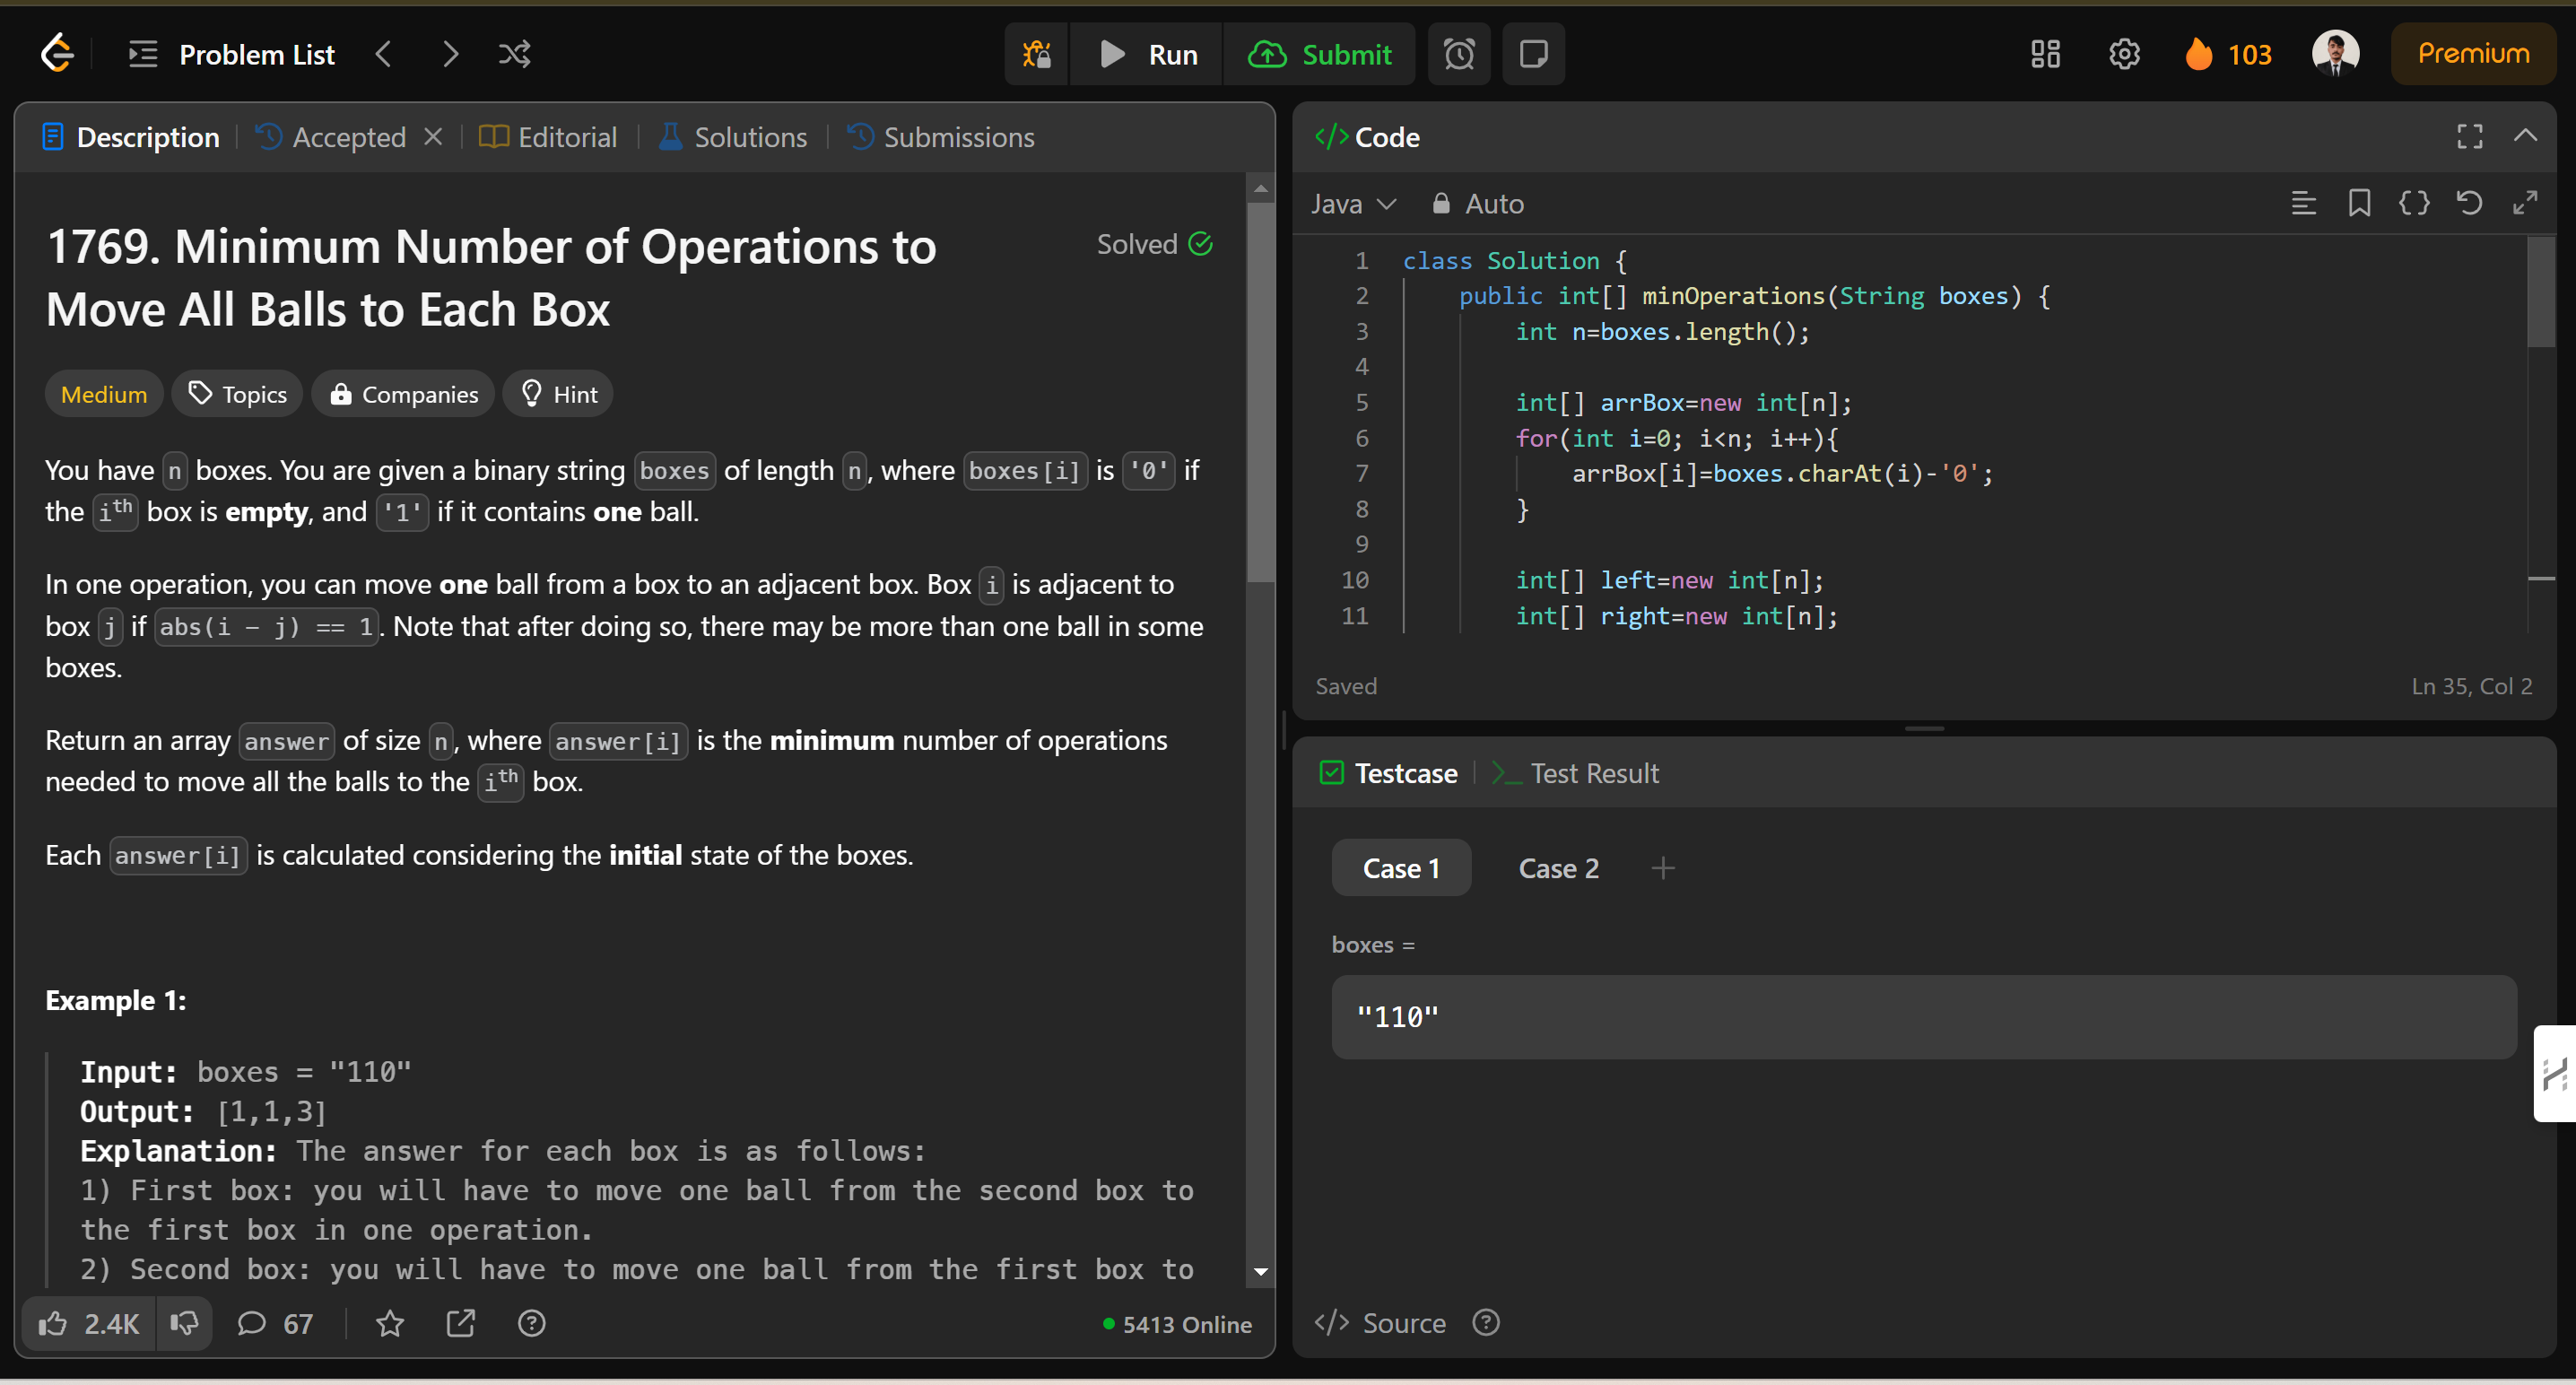 Problem List
Run
Submit
103
Premium
Description
Accepted
Editorial
Solutions
Submissions
1769. Minimum Number of Operations to
Move All Balls to Each Box
Solved
Medium
Topics
Companies
Hint
You have n boxes. You are given a binary string boxes of length n, where boxes[i] is '0' if
the ith box is empty, and '1' if it contains one ball.
In one operation, you can move one ball from a box to an adjacent box. Box i is adjacent to
box j if abs(i - j) == 1. Note that after doing so, there may be more than one ball in some
boxes.
Return an array answer of size n, where answer[i] is the minimum number of operations
needed to move all the balls to the ith box.
Each answer[i] is calculated considering the initial state of the boxes.
Example 1:
Input: boxes = "110"
Output: [1,1,3]
Explanation: The answer for each box is as follows:
1) First box: you will have to move one ball from the second box to
the first box in one operation.
2) Second box: you will have to move one ball from the first box to
2.4K
67
5413 Online
</> Code
Java
Auto
1 class Solution {
2 public int[] minOperations(String boxes) {
3 int n=boxes.length();
4
5 int[] arrBox=new int[n];
6 for(int i=0; i<n; i++){
7 arrBox[i]=boxes.charAt(i)-'0';
8 }
9
10 int[] left=new int[n];
11 int[] right=new int[n];
Saved
Ln 35, Col 2
Testcase
Test Result
Case 1
Case 2
boxes =
"110"
</> Source